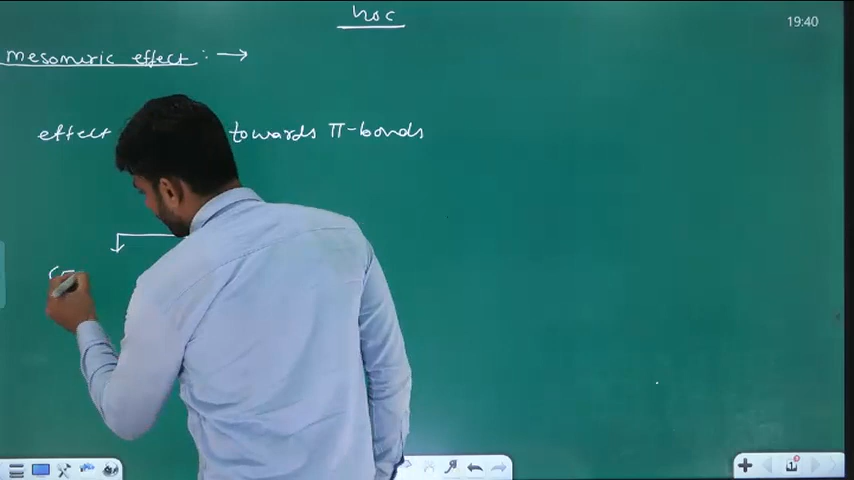 hoc
19:40
mesomeric effect : →
effect towards π-bonds